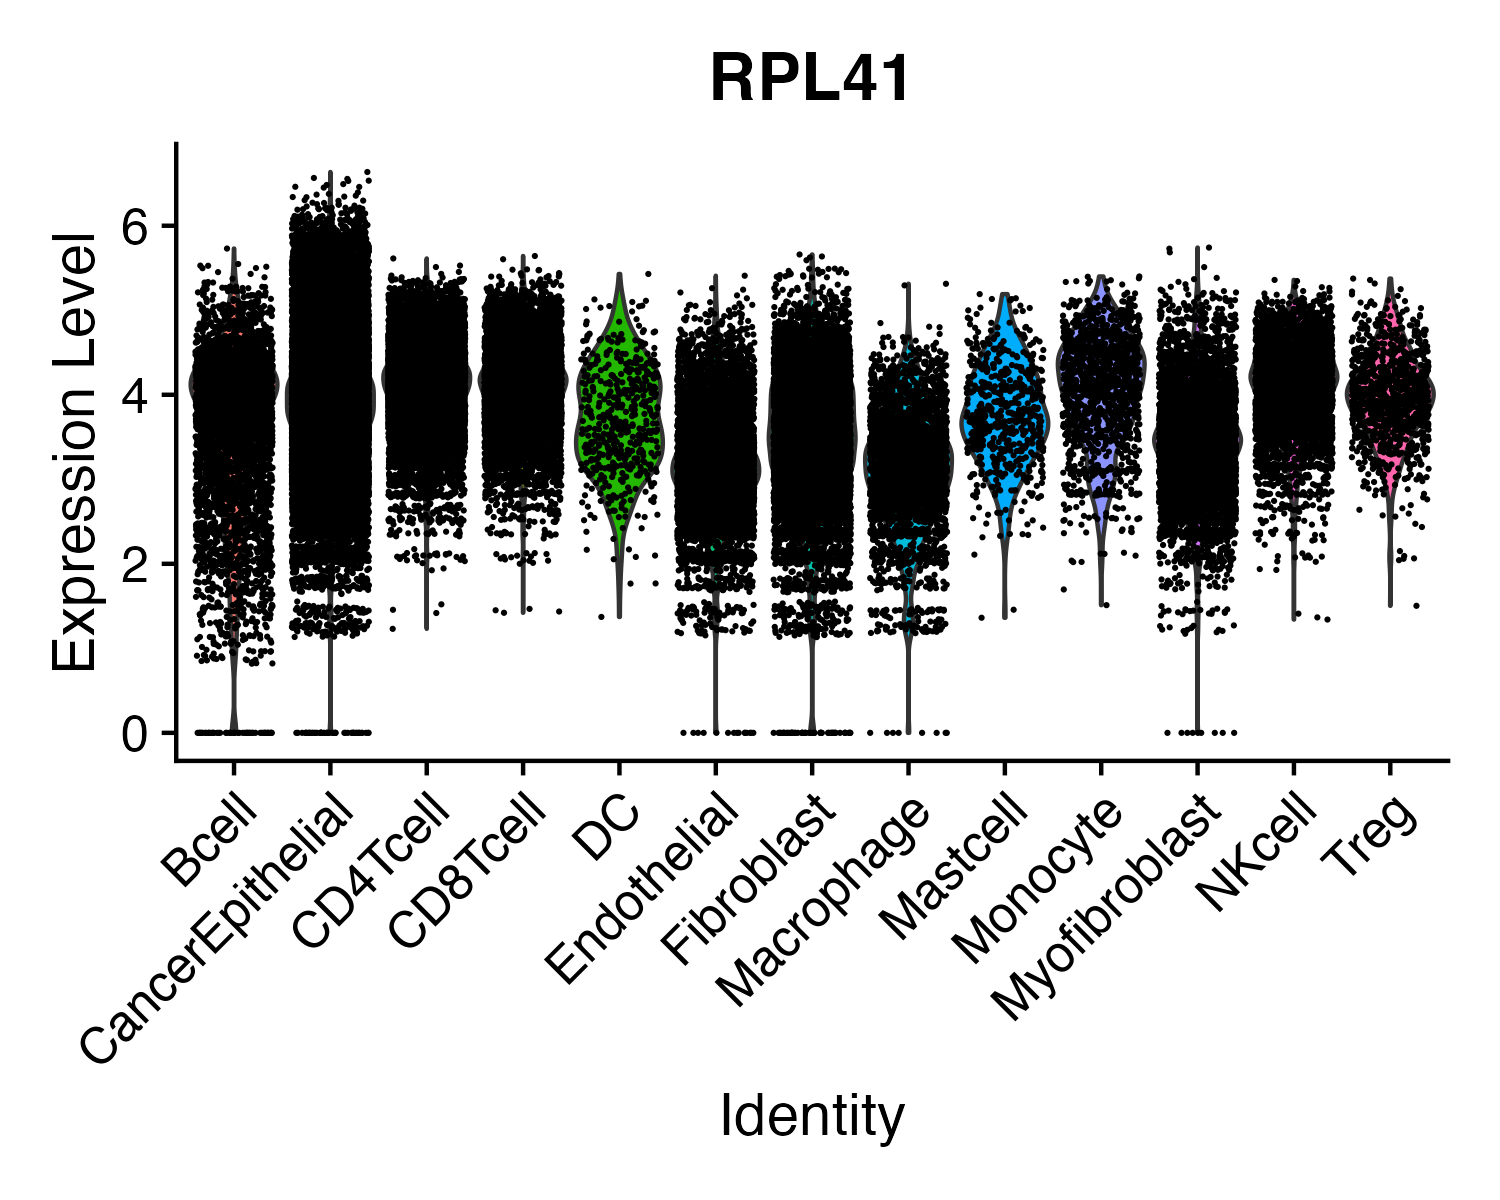 RPL41
Expression Level
6
4
2
0
Bcell
CancerEpithelial
CD4Tcell
CD8Tcell
DC
Endothelial
Fibroblast
Macrophage
Mastcell
Monocyte
Myofibroblast
NKcell
Treg
Identity